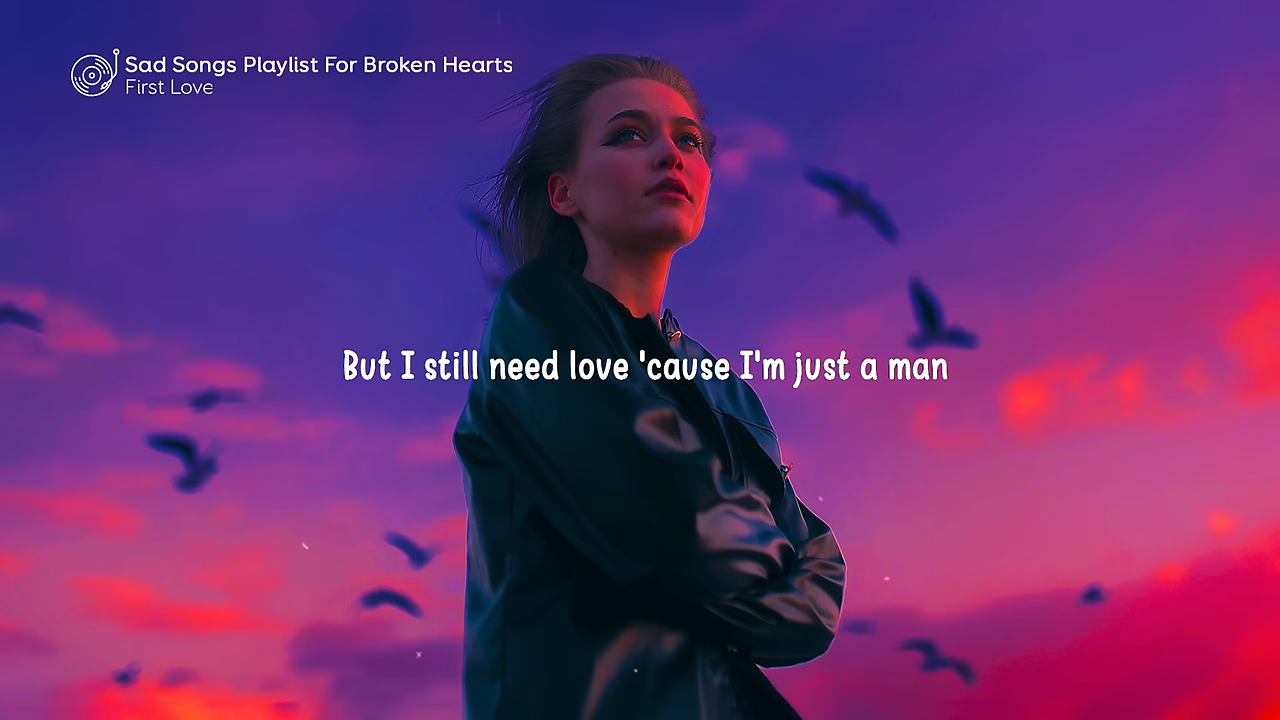 Sad Songs Playlist For Broken Hearts
First Love
But I still need love 'cause I'm just a man